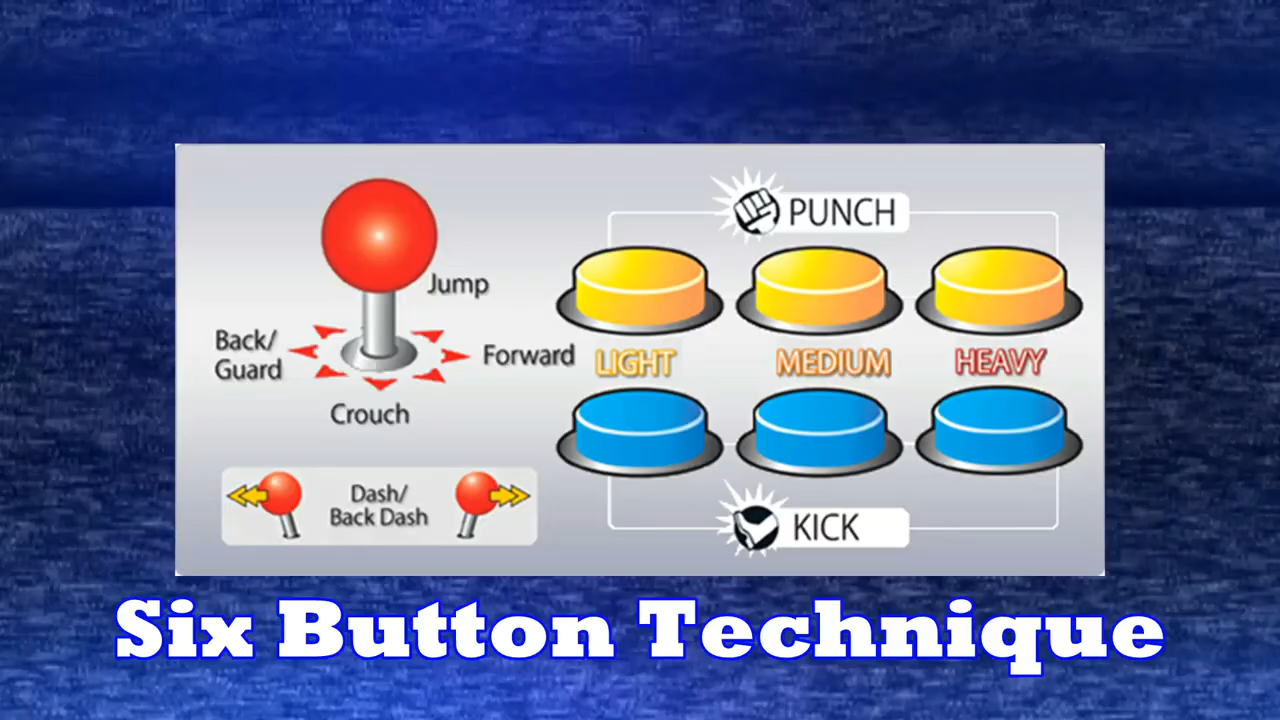 PUNCH
Jump
Back/
Guard
Forward
LIGHT
MEDIUM
HEAVY
Crouch
Dash/
Back Dash
KICK
Six Button Technique